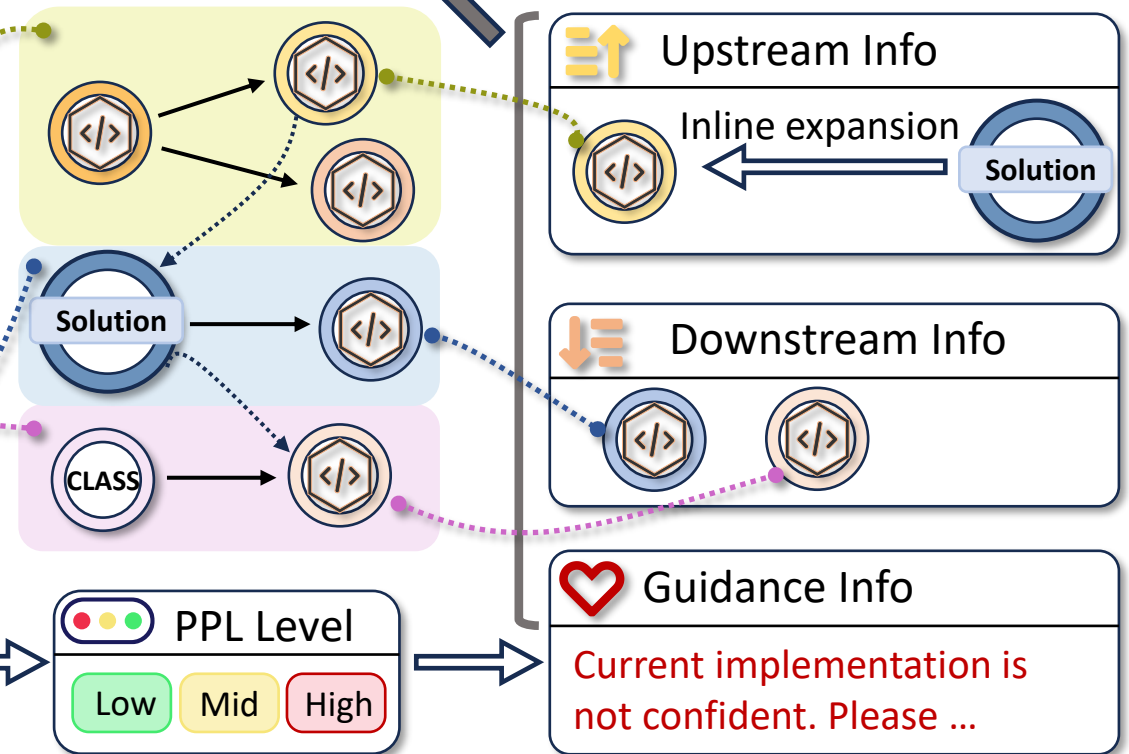 </>
</>
</>
Solution
</>
CLASS
</>
PPL Level
Low Mid High
Upstream Info
Inline expansion
</>
Solution
Downstream Info
</>
</>
Guidance Info
Current implementation is
not confident. Please ...